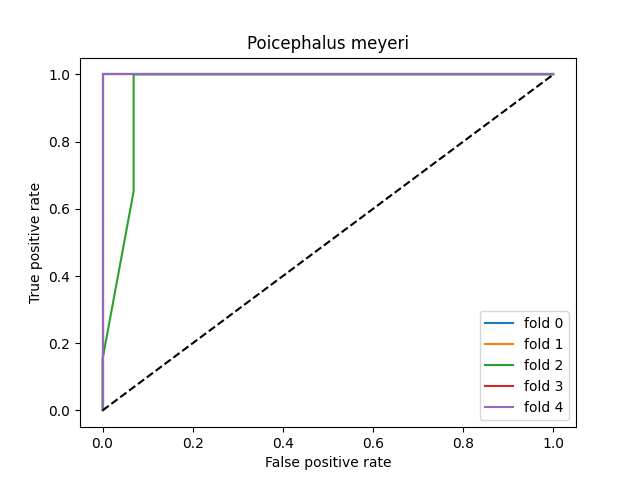 Poicephalus meyeri
True positive rate
1.0
0.8
0.6
0.4
0.2
0.0
fold 0
fold 1
fold 2
fold 3
fold 4
0.0 0.2 0.4 0.6 0.8 1.0
False positive rate